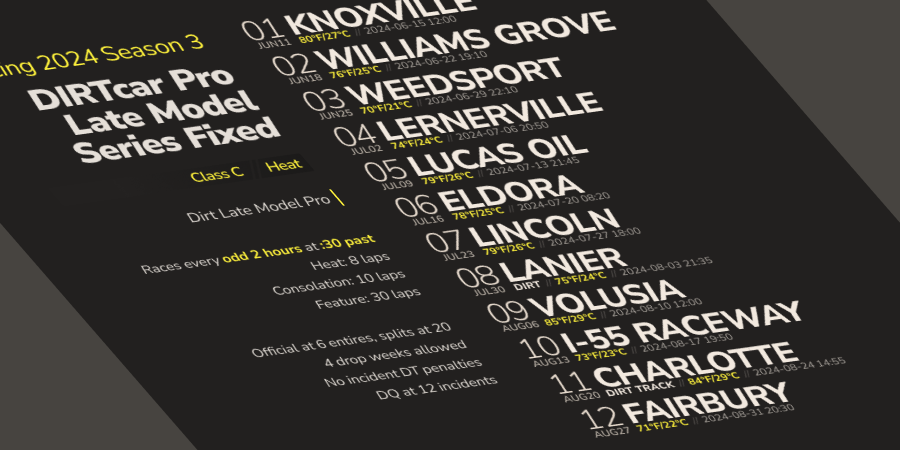 ing 2024 Season 3
DIRTcar Pro
Late Model
Series Fixed
Class C // Heat
Dirt Late Model Pro
Races every odd 2 hours at :30 past
Heat: 8 laps
Consolation: 10 laps
Feature: 30 laps
Official at 6 entires, splits at 20
4 drop weeks allowed
No incident DT penalties
DQ at 12 incidents
01 KNOXVILLE
JUN11 80°F/27°C // 2024-06-15 12:00
02 WILLIAMS GROVE
JUN18 76°F/25°C // 2024-06-22 19:10
03 WEEDSPORT
JUN25 70°F/21°C // 2024-06-29 22:10
04 LERNERVILLE
JUL02 74°F/24°C // 2024-07-06 20:50
05 LUCAS OIL
JUL09 79°F/26°C // 2024-07-13 21:45
06 ELDORA
JUL16 78°F/25°C // 2024-07-20 08:20
07 LINCOLN
JUL23 79°F/26°C // 2024-07-27 18:00
08 LANIER
JUL30 DIRT // 75°F/24°C // 2024-08-03 21:35
09 VOLUSIA
AUG06 85°F/29°C // 2024-08-10 12:00
10 I-55 RACEWAY
AUG13 73°F/23°C // 2024-08-17 19:50
11 CHARLOTTE
AUG20 DIRT TRACK // 84°F/29°C // 2024-08-24 14:55
12 FAIRBURY
AUG27 71°F/22°C // 2024-08-31 20:30